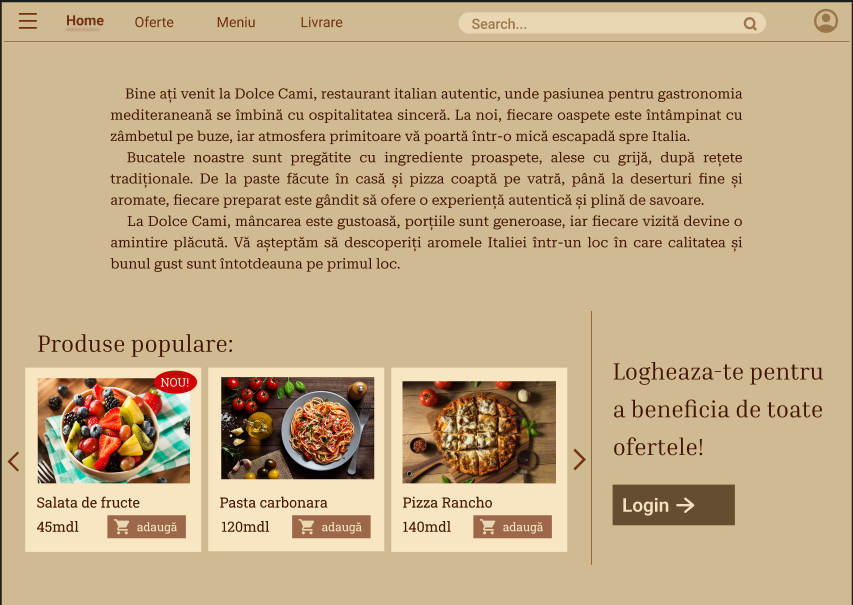 Home Oferte Meniu Livrare Search...
Bine ați venit la Dolce Cami, restaurant italian autentic, unde pasiunea pentru gastronomia
mediteraneană se îmbină cu ospitalitatea sinceră. La noi, fiecare oaspete este întâmpinat cu
zâmbetul pe buze, iar atmosfera primitoare vă poartă într-o mică escapadă spre Italia.
Bucatele noastre sunt pregătite cu ingrediente proaspete, alese cu grijă, după rețete
tradiționale. De la paste făcute în casă și pizza coaptă pe vatră, până la deserturi fine și
aromate, fiecare preparat este gândit să ofere o experiență autentică și plină de savoare.
La Dolce Cami, mâncarea este gustoasă, porțiile sunt generoase, iar fiecare vizită devine o
amintire plăcută. Vă așteptăm să descoperiți aromele Italiei într-un loc în care calitatea și
bunul gust sunt întotdeauna pe primul loc.
Produse populare:
NOU!
Salata de fructe
45mdl adaugă
Pasta carbonara
120mdl adaugă
Pizza Rancho
140mdl adaugă
Logheaza-te pentru
a beneficia de toate
ofertele!
Login